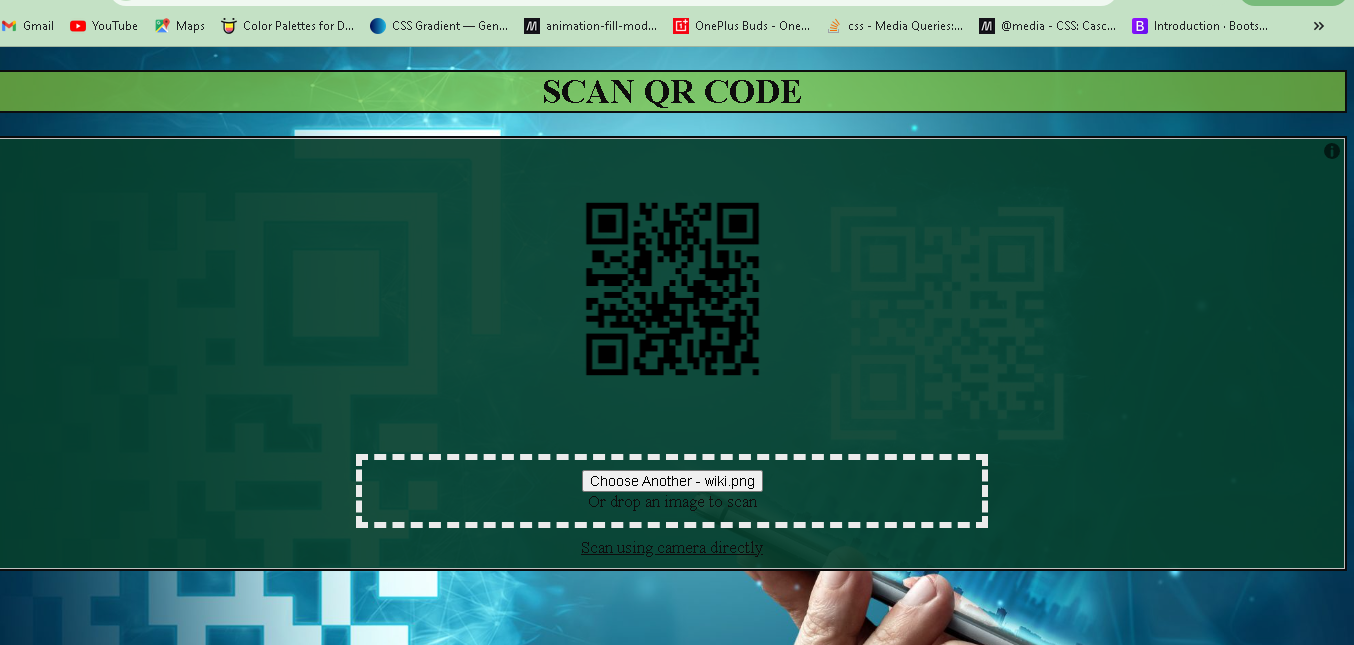 Gmail
YouTube
Maps
Color Palettes for D...
CSS Gradient — Gen...
animation-fill-mod...
OnePlus Buds - One...
css - Media Queries:...
@media - CSS: Casc...
Introduction · Boots...
SCAN QR CODE
Choose Another - wiki.png
Or drop an image to scan
Scan using camera directly